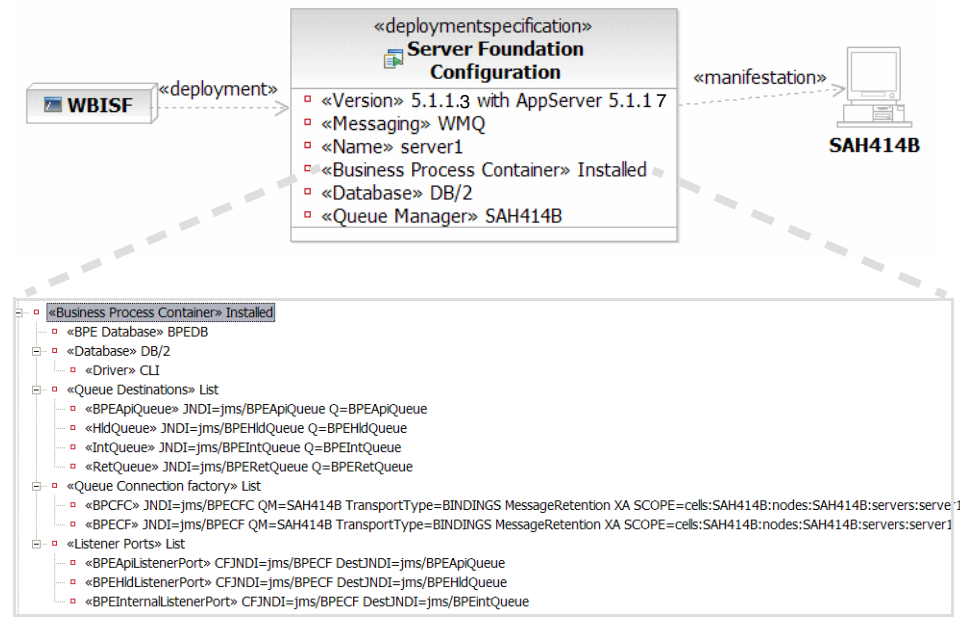 «deploymentspecification»
Server Foundation
Configuration
WBISF
«deployment»
«manifestation»
SAH414B
«Version» 5.1.1.3 with AppServer 5.1.1 7
«Messaging» WMQ
«Name» server1
«Business Process Container» Installed
«Database» DB/2
«Queue Manager» SAH414B
«Business Process Container» Installed
«BPE Database» BPEDB
«Database» DB/2
«Driver» CLI
«Queue Destinations» List
«BPEApiQueue» JNDI=jms/BPEApiQueue Q=BPEApiQueue
«HldQueue» JNDI=jms/BPEHldQueue Q=BPEHldQueue
«IntQueue» JNDI=jms/BPEIntQueue Q=BPEIntQueue
«RetQueue» JNDI=jms/BPERetQueue Q=BPERetQueue
«Queue Connection factory» List
«BPCFC» JNDI=jms/BPECFC QM=SAH414B TransportType=BINDINGS MessageRetention XA SCOPE=cells:SAH414B:nodes:SAH414B:servers:server1
«BPECF» JNDI=jms/BPECF QM=SAH414B TransportType=BINDINGS MessageRetention XA SCOPE=cells:SAH414B:nodes:SAH414B:servers:server1
«Listener Ports» List
«BPEApiListenerPort» CFJNDI=jms/BPECF DestJNDI=jms/BPEApiQueue
«BPEHldListenerPort» CFJNDI=jms/BPECF DestJNDI=jms/BPEHldQueue
«BPEInternalListenerPort» CFJNDI=jms/BPECF DestJNDI=jms/BPEintQueue